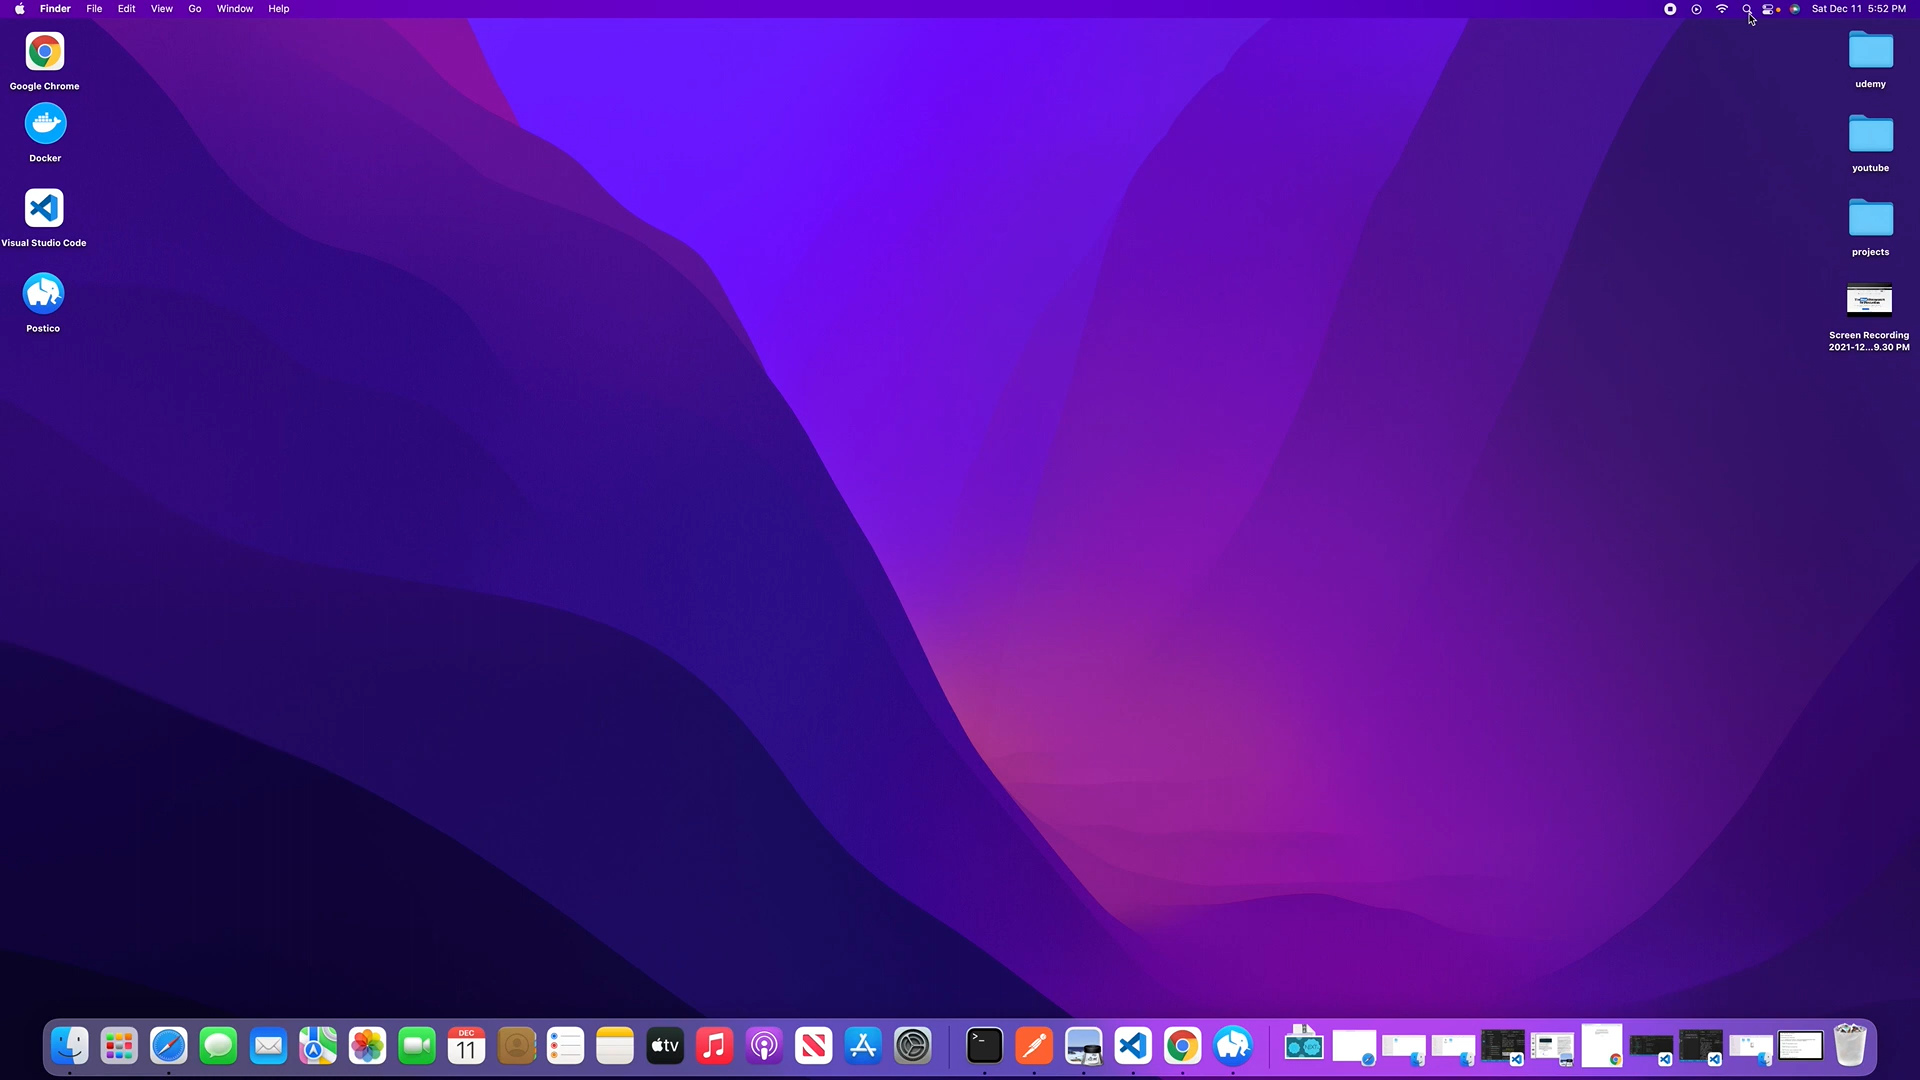 Finder File Edit View Go Window Help
Sat Dec 11 5:52 PM
Google Chrome
Docker
Visual Studio Code
Postico
udemy
youtube
projects
Screen Recording
2021-12...9.30 PM
DEC
11
tv
>_